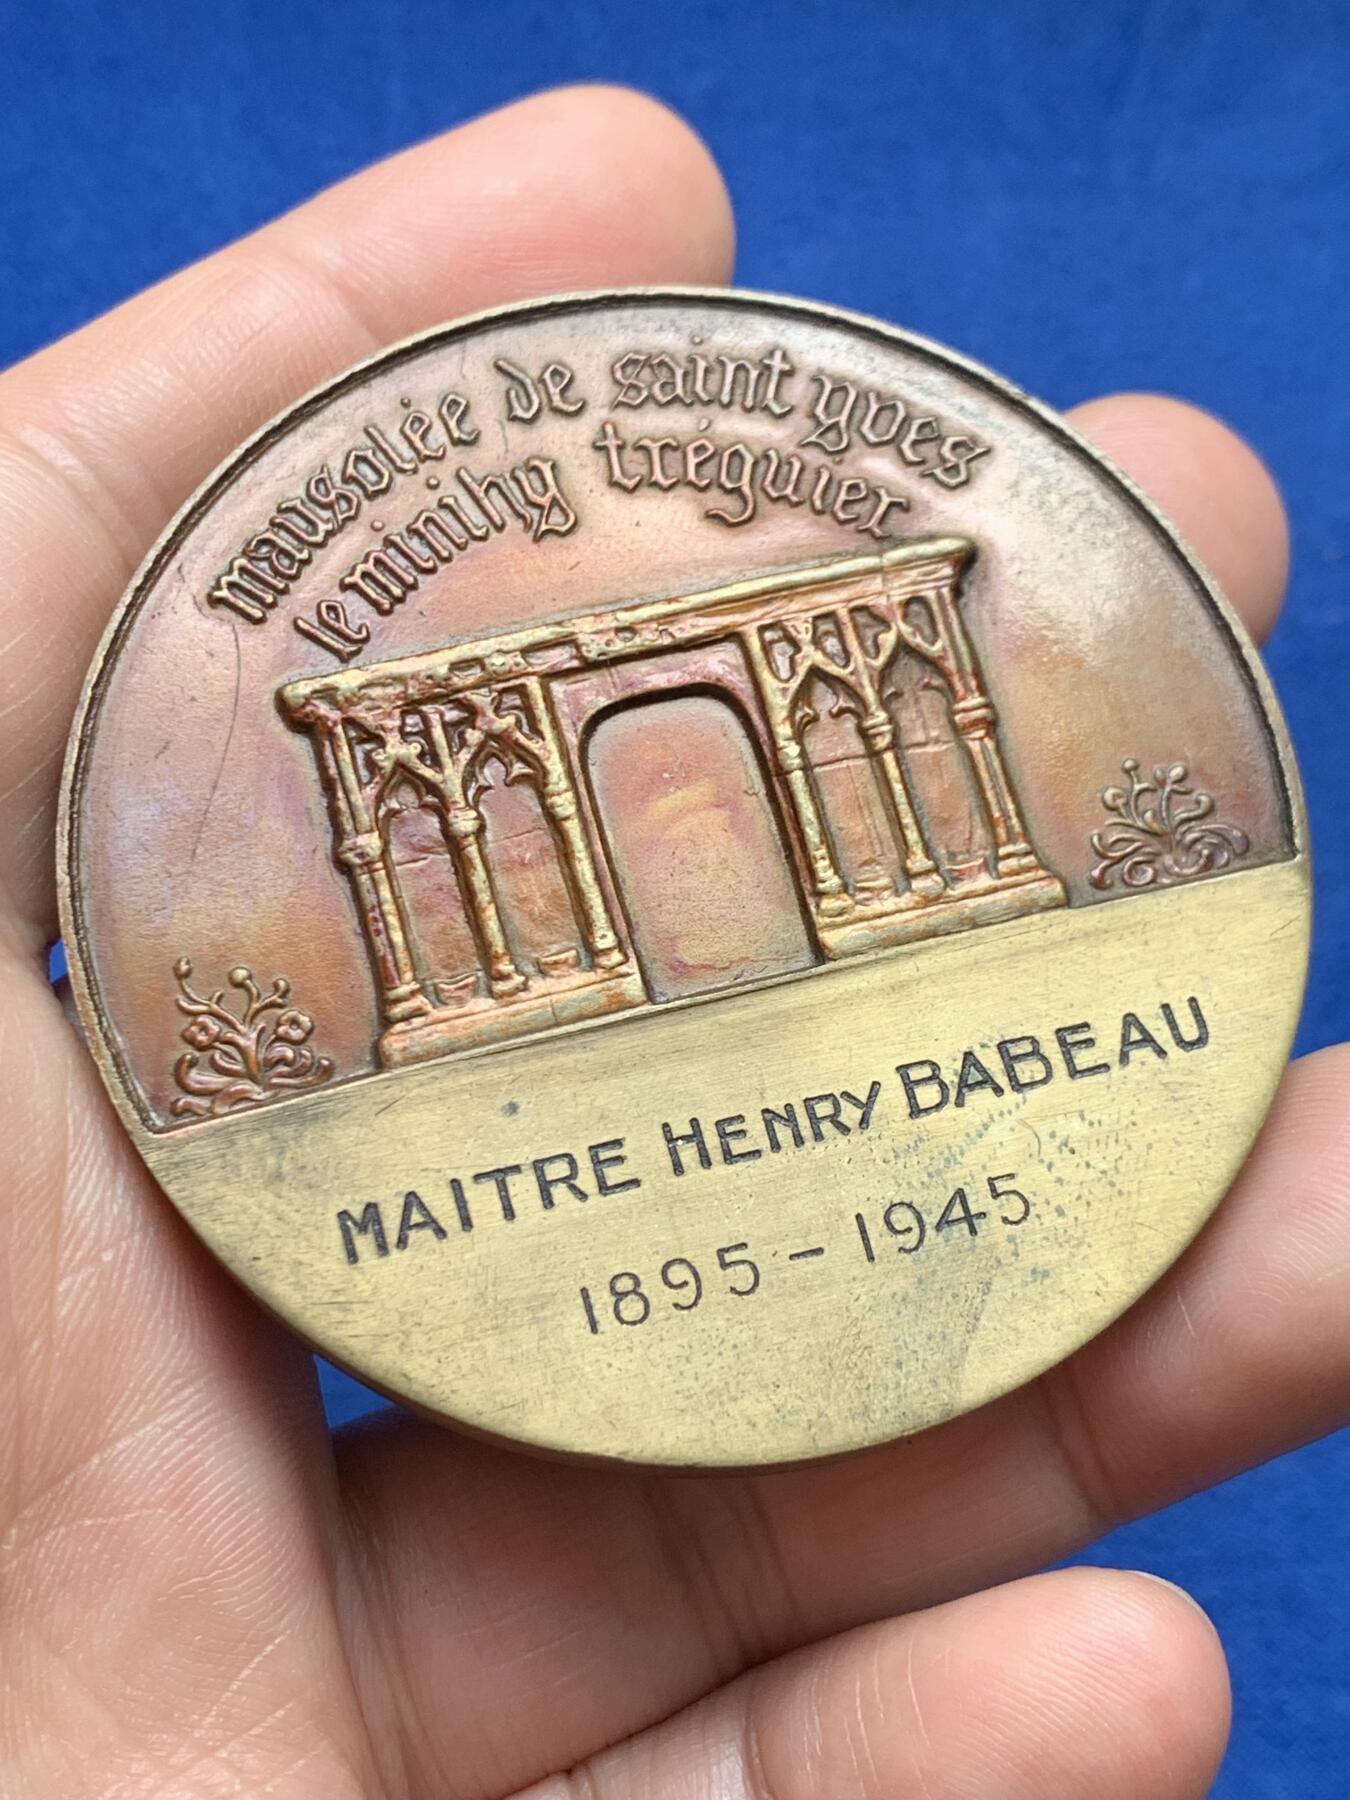 mausolée de saint yves
le minihy tréguier
MAITRE HENRY BABEAU
1895 - 1945